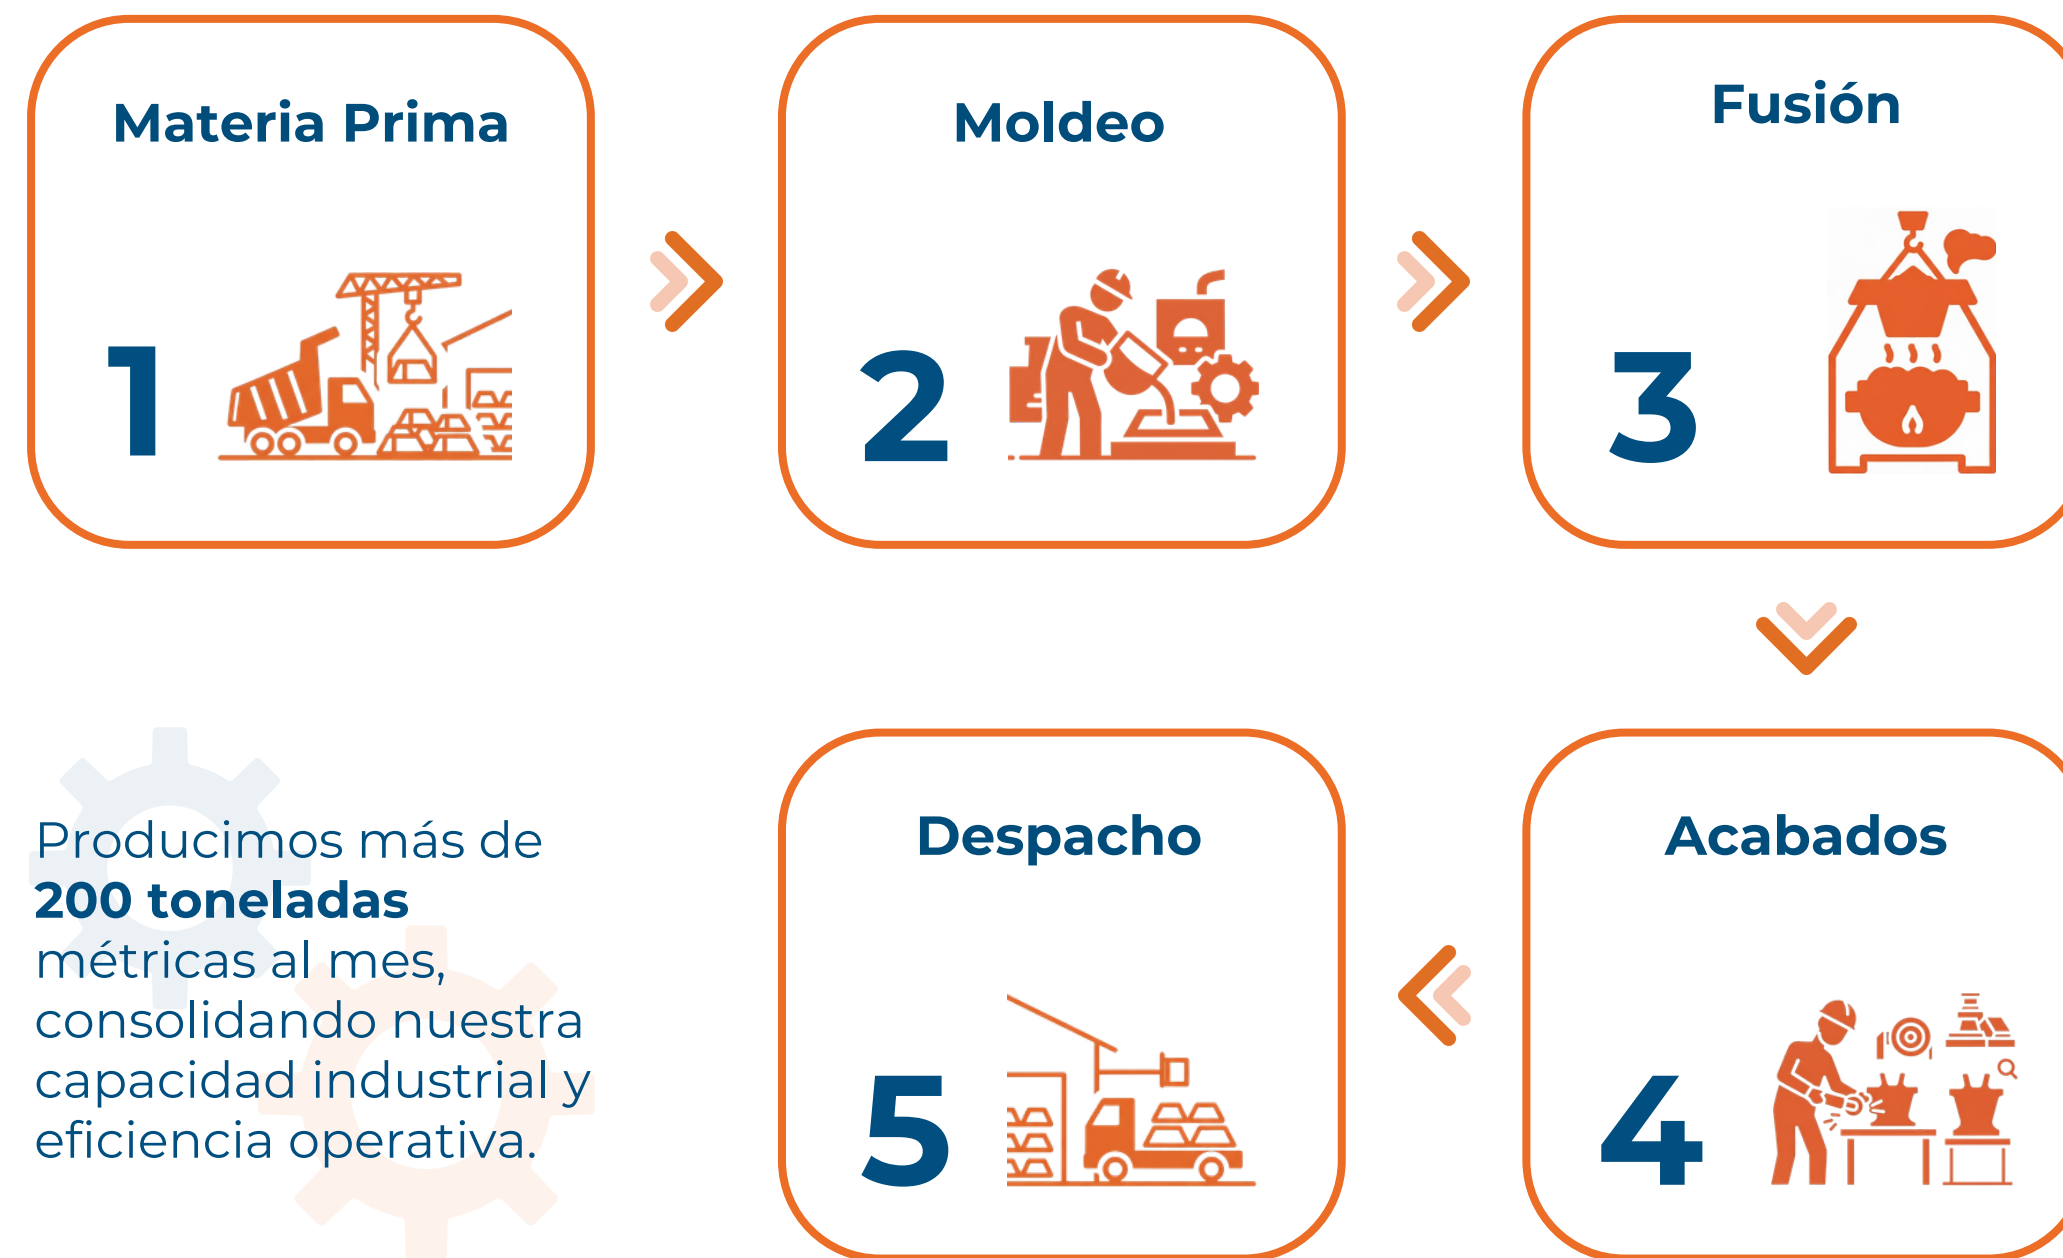 Materia Prima
1
Moldeo
2
Fusión
3
Acabados
4
Despacho
5
Producimos más de
200 toneladas
métricas al mes,
consolidando nuestra
capacidad industrial y
eficiencia operativa.